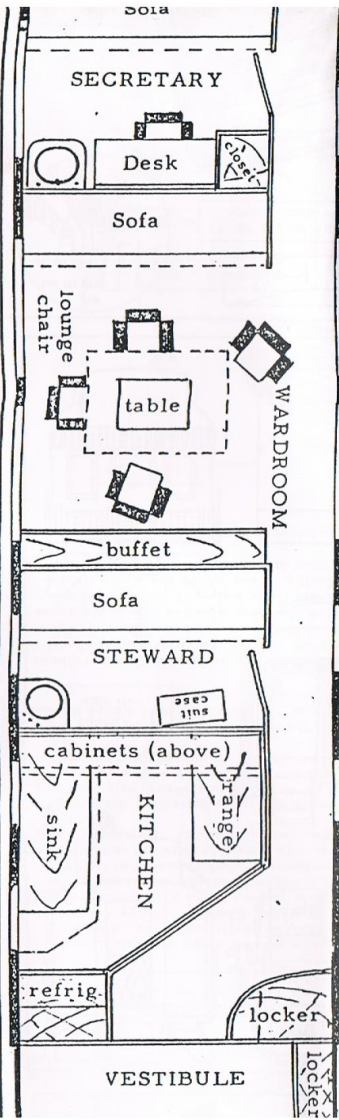 Sofa
SECRETARY
Desk
closet
Sofa
lounge
chair
WARDROOM
table
buffet
Sofa
STEWARD
suit
case
cabinets (above)
range
KITCHEN
sink
refrig
locker
VESTIBULE
locker